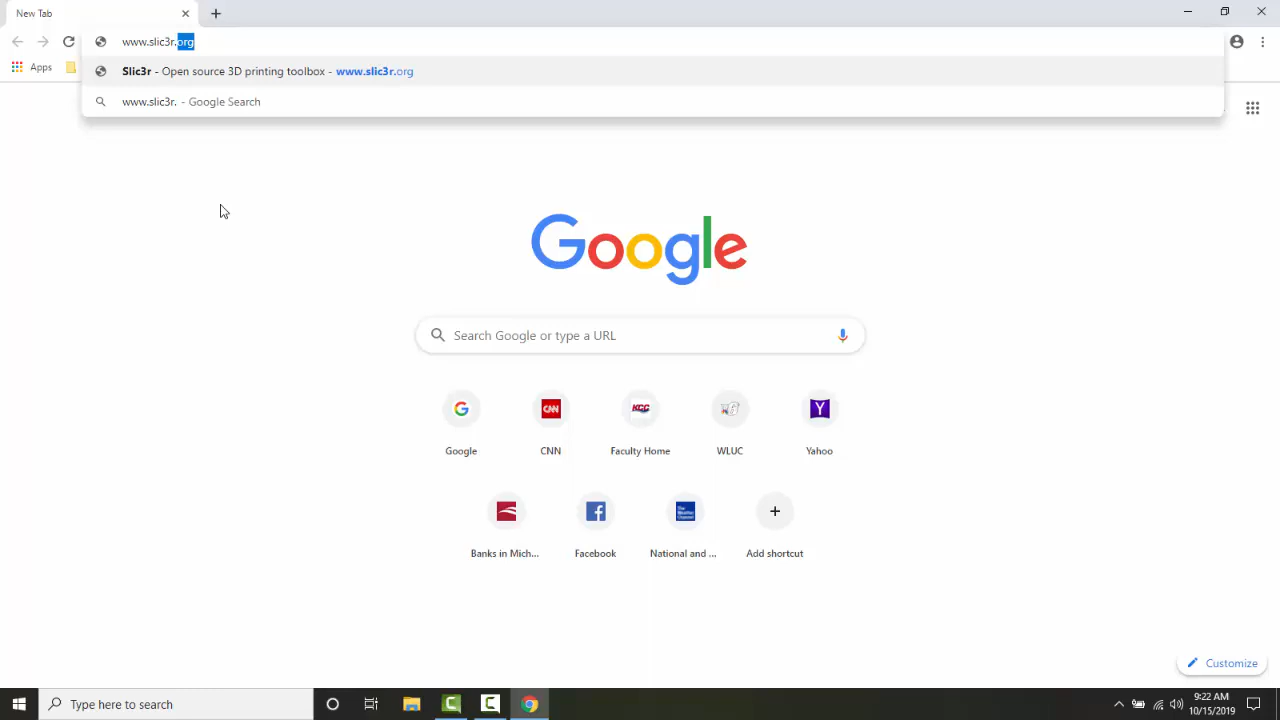 New Tab
www.slic3r.org
Apps
Slic3r - Open source 3D printing toolbox - www.slic3r.org
www.slic3r. - Google Search
Google
Search Google or type a URL
Google
CNN
Faculty Home
WLUC
Yahoo
Banks in Mich...
Facebook
National and ...
Add shortcut
Customize
Type here to search
9:22 AM
10/15/2019